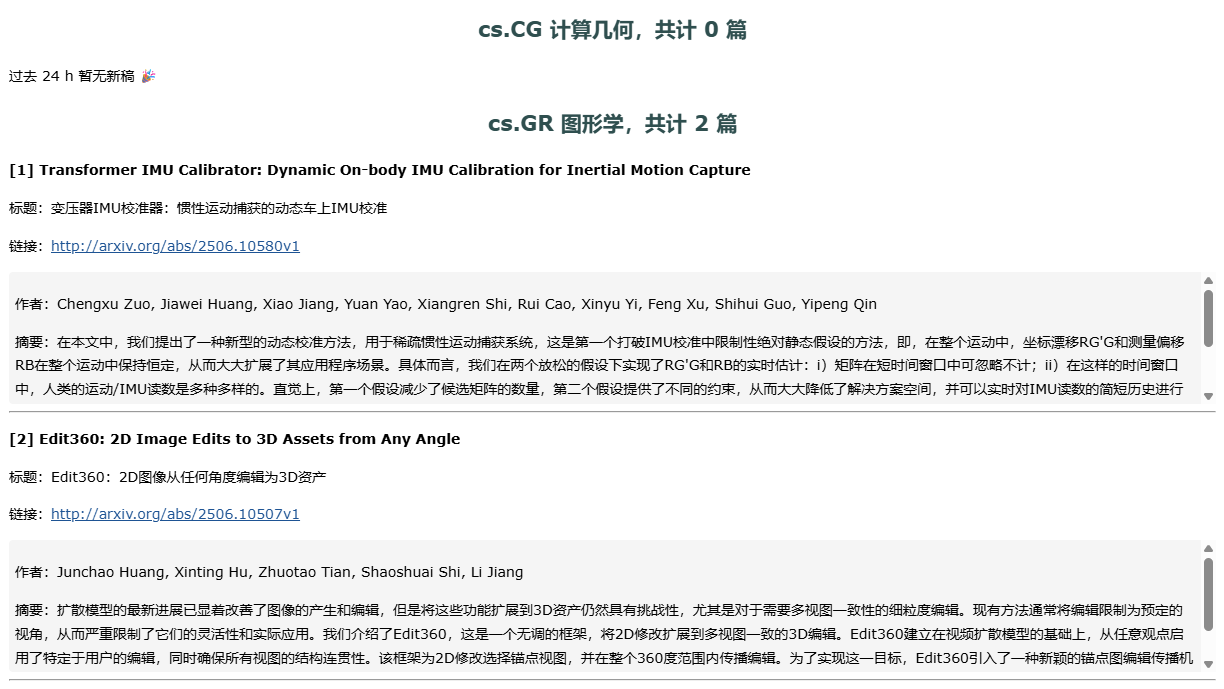 cs.CG 计算几何，共计 0 篇
过去 24 h 暂无新稿 🎉
cs.GR 图形学，共计 2 篇
[1] Transformer IMU Calibrator: Dynamic On-body IMU Calibration for Inertial Motion Capture
标题：变压器IMU校准器：惯性运动捕获的动态车上IMU校准
链接：http://arxiv.org/abs/2506.10580v1
作者：Chengxu Zuo, Jiawei Huang, Xiao Jiang, Yuan Yao, Xiangren Shi, Rui Cao, Xinyu Yi, Feng Xu, Shihui Guo, Yipeng Qin
摘要：在本文中，我们提出了一种新型的动态校准方法，用于稀疏惯性运动捕获系统，这是第一个打破IMU校准中限制性绝对静态假设的方法，即，在整个运动中，坐标漂移RG'G和测量偏移
RB在整个运动中保持恒定，从而大大扩展了其应用程序场景。具体而言，我们在两个放松的假设下实现了RG'G和RB的实时估计：i）矩阵在短时间窗口中可忽略不计；ii）在这样的时间窗口
中，人类的运动/IMU读数是多种多样的。直觉上，第一个假设减少了候选矩阵的数量，第二个假设提供了不同的约束，从而大大降低了解决方案空间，并可以实时对IMU读数的简短历史进行
[2] Edit360: 2D Image Edits to 3D Assets from Any Angle
标题：Edit360：2D图像从任何角度编辑为3D资产
链接：http://arxiv.org/abs/2506.10507v1
作者：Junchao Huang, Xinting Hu, Zhuotao Tian, Shaoshuai Shi, Li Jiang
摘要：扩散模型的最新进展已显着改善了图像的产生和编辑，但是将这些功能扩展到3D资产仍然具有挑战性，尤其是对于需要多视图一致性的细粒度编辑。现有方法通常将编辑限制为预定的
视角，从而严重限制了它们的灵活性和实际应用。我们介绍了Edit360，这是一个无调的框架，将2D修改扩展到多视图一致的3D编辑。Edit360建立在视频扩散模型的基础上，从任意观点启
用了特定于用户的编辑，同时确保所有视图的结构连贯性。该框架为2D修改选择锚点视图，并在整个360度范围内传播编辑。为了实现这一目标，Edit360引入了一种新颖的锚点图编辑传播机